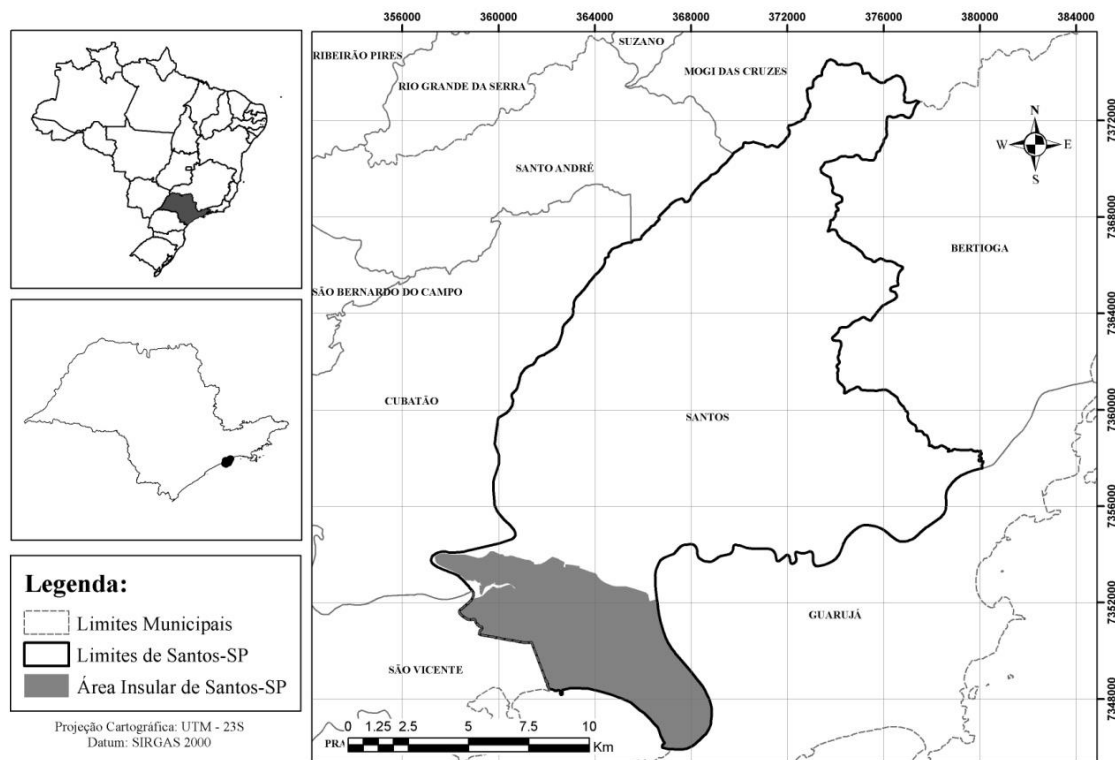 356000 360000 364000 368000 372000 376000 380000 384000
SUZANO
RIBEIRÃO PIRES
MOGI DAS CRUZES
RIO GRANDE DA SERRA
7372000
N
W E
S
SANTO ANDRÉ
7368000
BERTIOGA
SÃO BERNARDO DO CAMPO
7364000
CUBATÃO
SANTOS
7360000
7356000
7352000
GUARUJÁ
SÃO VICENTE
7348000
0 1.25 2.5 5 7.5 10
PRA
Km
Legenda:
Limites Municipais
Limites de Santos-SP
Área Insular de Santos-SP
Projeção Cartográfica: UTM - 23S
Datum: SIRGAS 2000